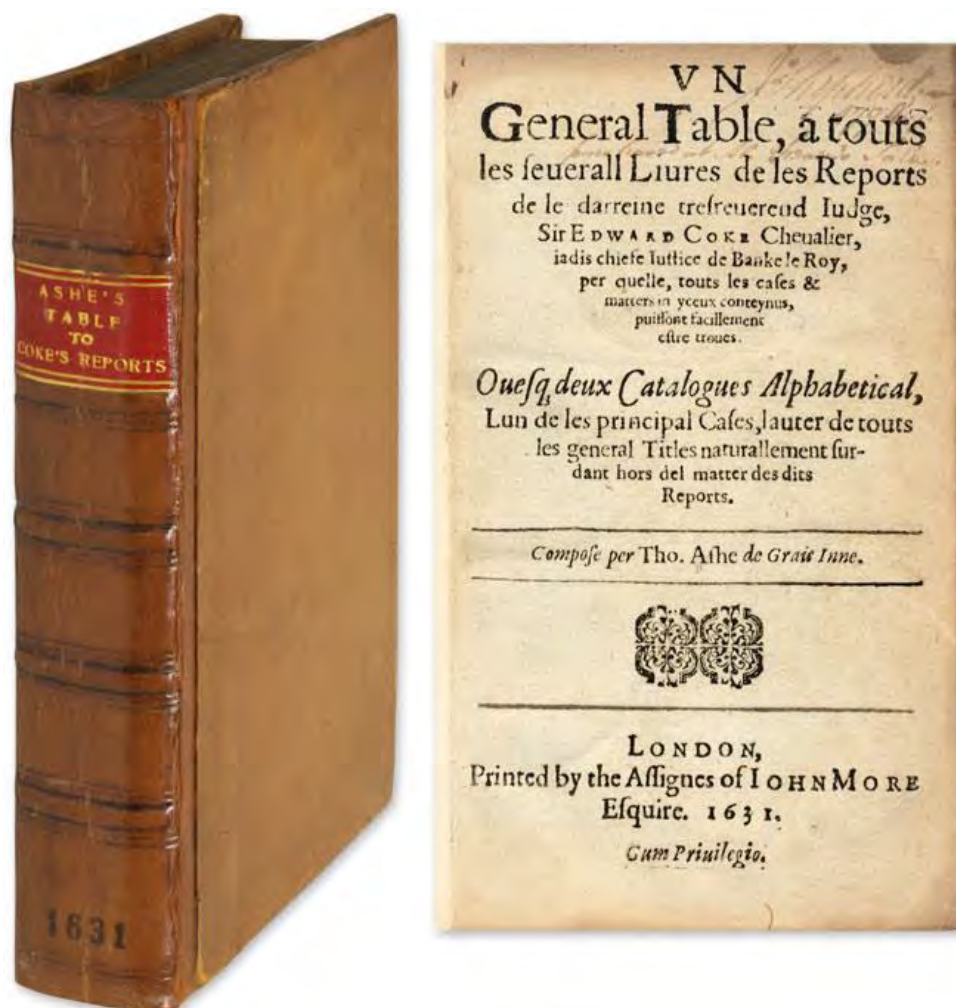 ASHE'S
TABLE
TO
COKE'S REPORTS
1631
VN
General Table, a touts
les ſeuerall Liures de les Reports
de le darreine treſreuerend Iudge,
Sir EDWARD COKE Cheualier,
iadis chiefe Iuſtice de Banke le Roy,
per quelle, touts les caſes &
matters in yceux conteynus,
puiſſont facillement
eſtre troues.
Oueſq, deux Catalogues Alphabetical,
Lun de les principal Caſes, lauter de touts
les general Titles naturallement ſur-
dant hors del matter des dits
Reports.
Compoſe per Tho. Aſhe de Graie Inne.
LONDON,
Printed by the Aſſignes of IOHN MORE
Eſquire. 1631.
Cum Priuilegio.